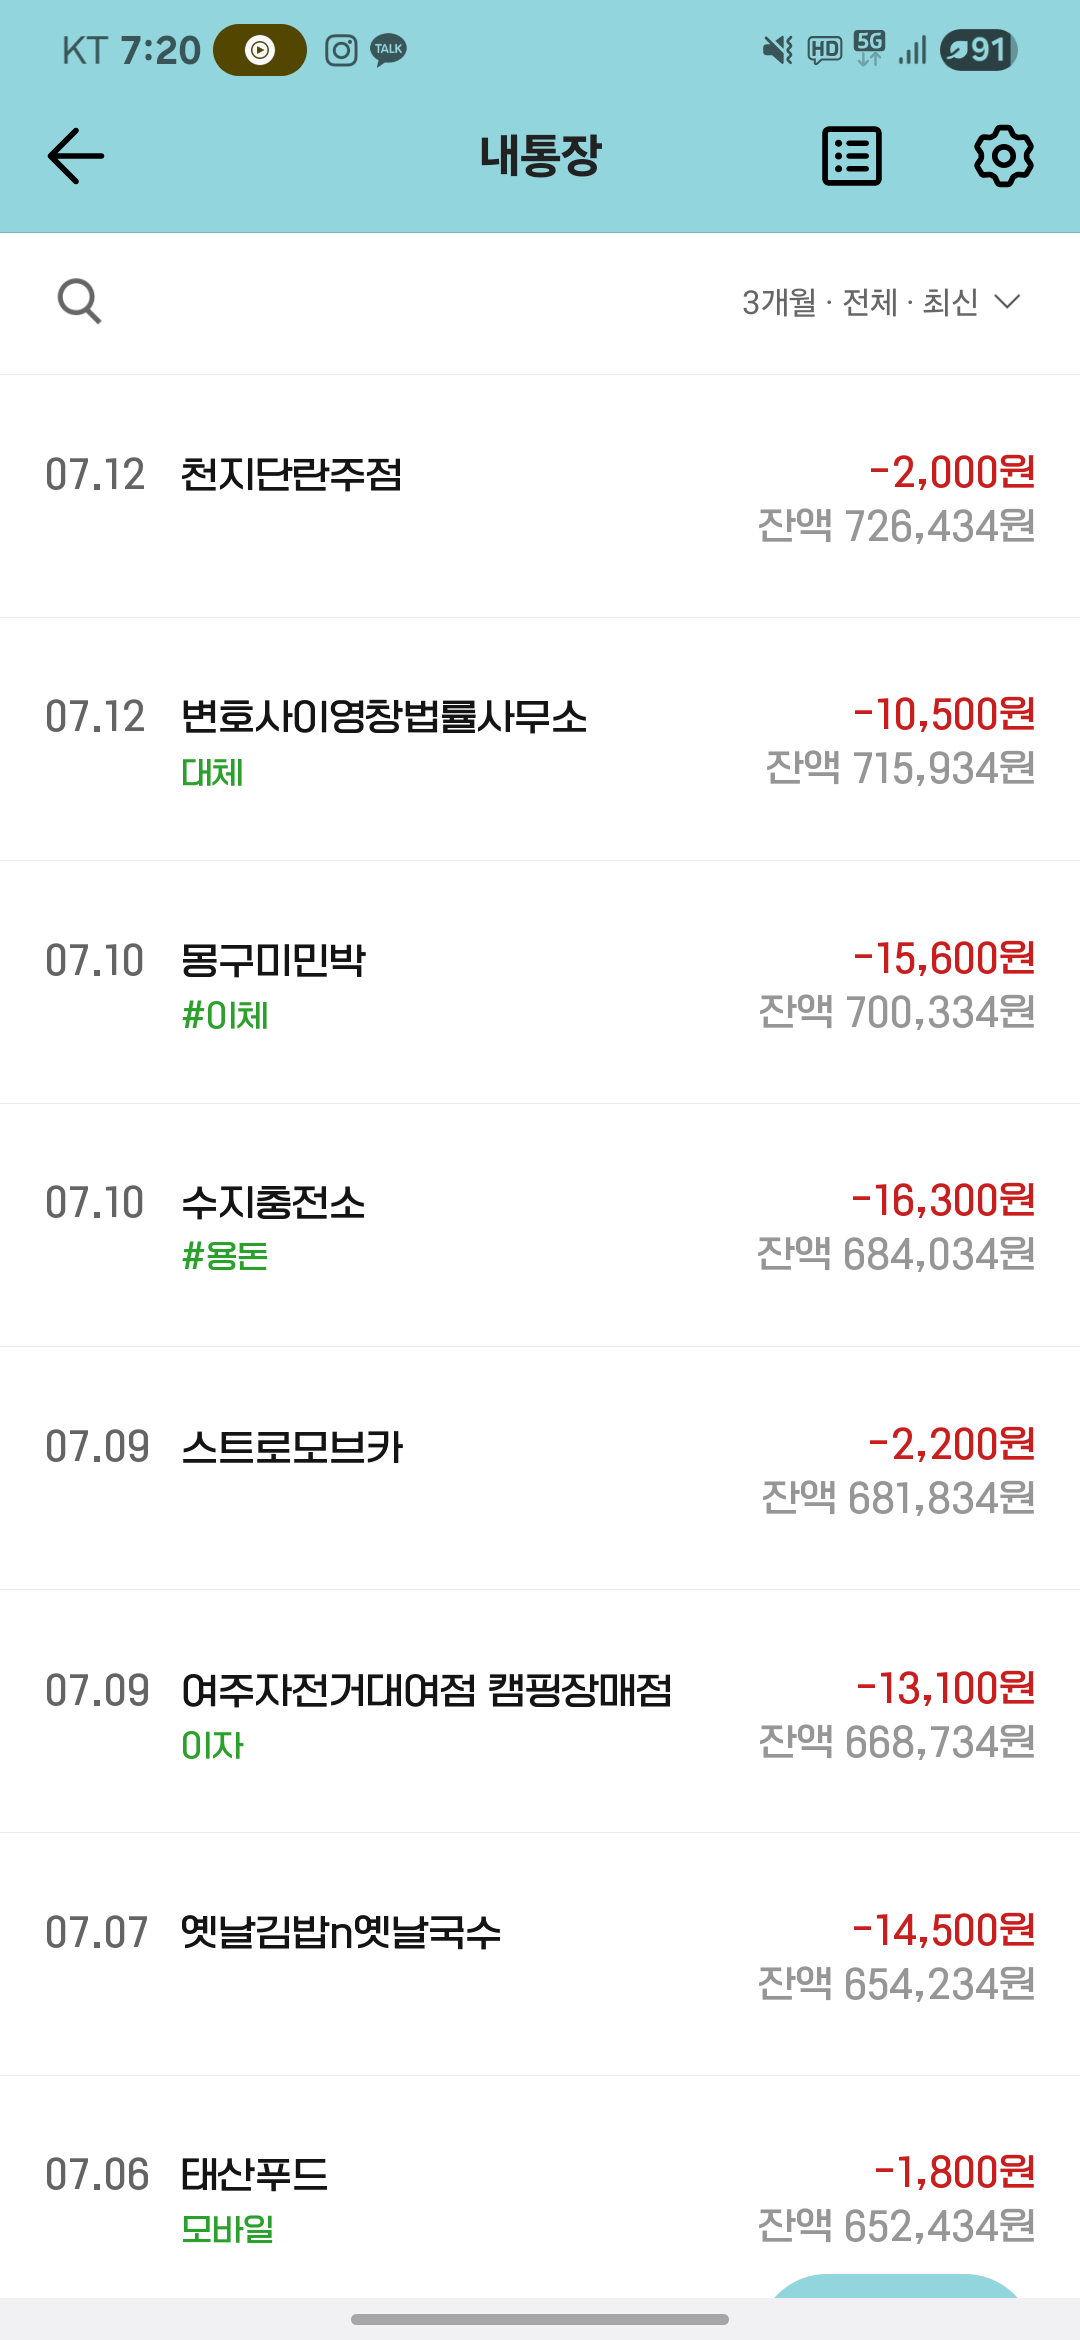 KT 7:20 TALK HD 5G 91
내통장
3개월 · 전체 · 최신
07.12 천지단란주점 -2,000원
잔액 726,434원
07.12 변호사이영창법률사무소 -10,500원
대체 잔액 715,934원
07.10 몽구미민박 -15,600원
#이체 잔액 700,334원
07.10 수지충전소 -16,300원
#용돈 잔액 684,034원
07.09 스트로모브카 -2,200원
잔액 681,834원
07.09 여주자전거대여점 캠핑장매점 -13,100원
이자 잔액 668,734원
07.07 옛날김밥n옛날국수 -14,500원
잔액 654,234원
07.06 태산푸드 -1,800원
모바일 잔액 652,434원